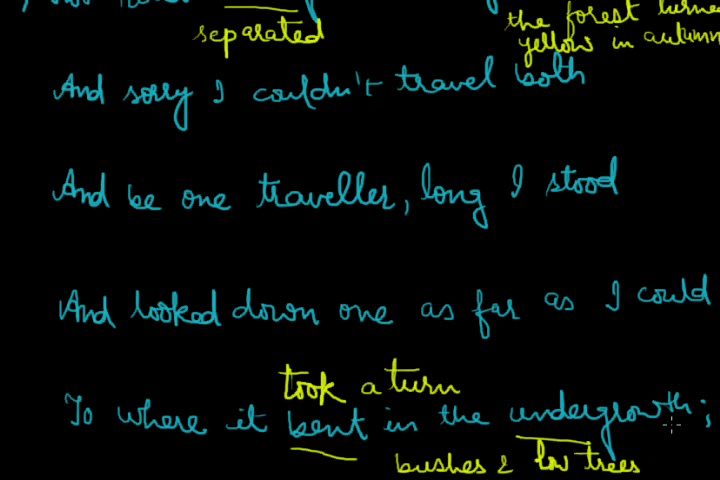 separated
the forest turned
yellow in autumn
And sorry I couldn't travel both
And be one traveller, long I stood
And looked down one as far as I could
took a turn
To where it bent in the undergrowth;
bushes & low trees